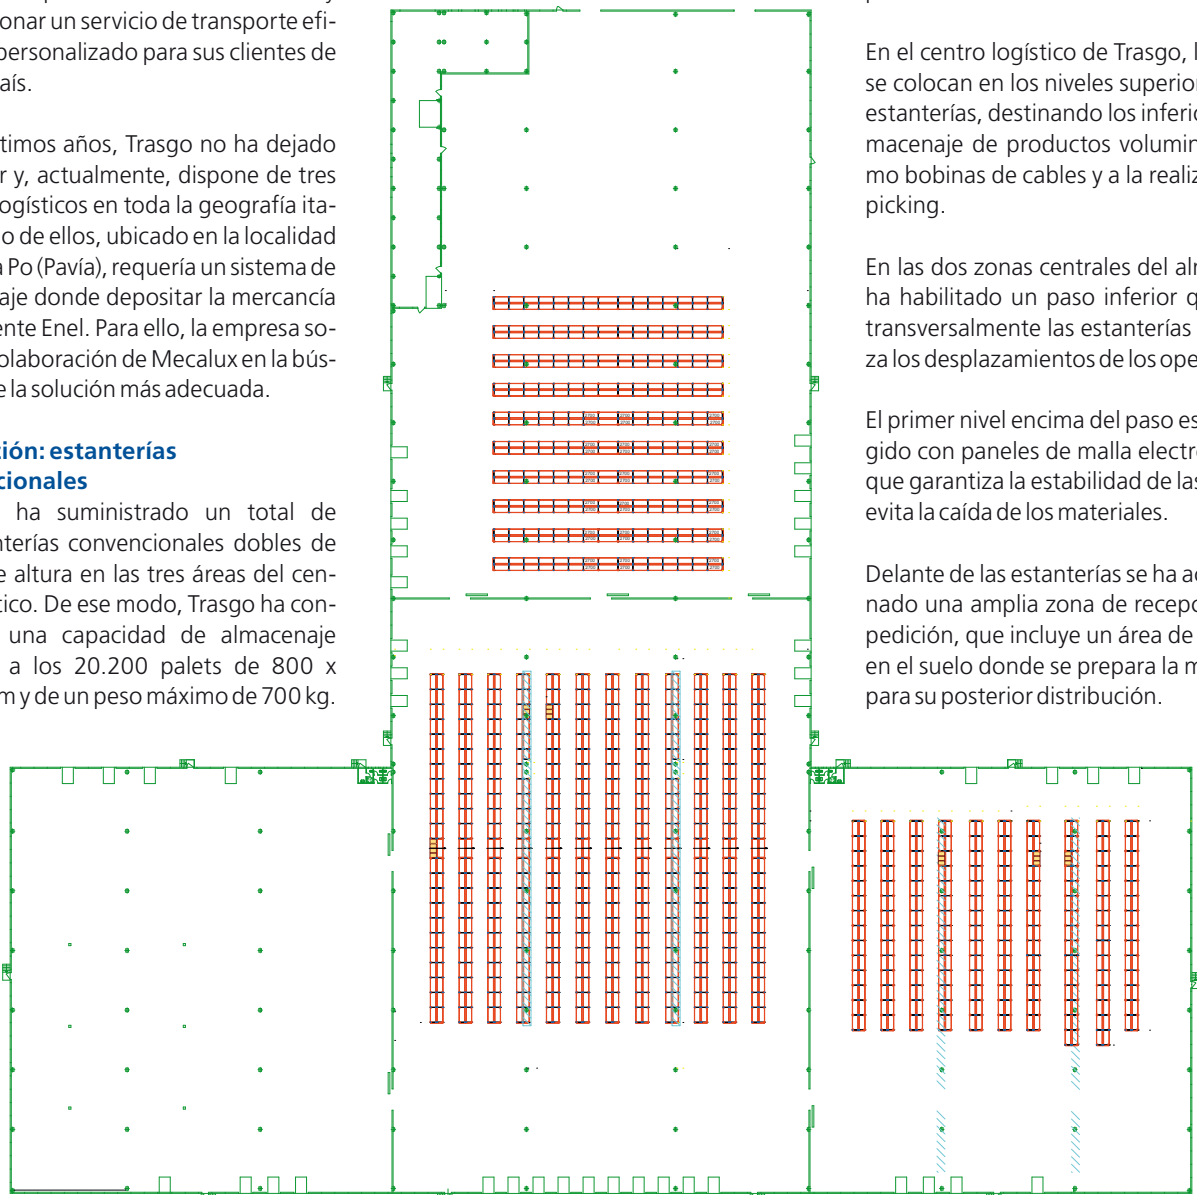 onar un servicio de transporte efi-
personalizado para sus clientes de
aís.
timos años, Trasgo no ha dejado
r y, actualmente, dispone de tres
ogísticos en toda la geografía ita-
o de ellos, ubicado en la localidad
a Po (Pavía), requería un sistema de
aje donde depositar la mercancía
ente Enel. Para ello, la empresa so-
olaboración de Mecalux en la bús-
e la solución más adecuada.
ción: estanterías
cionales
ha suministrado un total de
nterías convencionales dobles de
e altura en las tres áreas del cen-
tico. De ese modo, Trasgo ha con-
una capacidad de almacenaje
a los 20.200 palets de 800 x
m y de un peso máximo de 700 kg.
En el centro logístico de Trasgo, l
se colocan en los niveles superior
estanterías, destinando los inferio
macenaje de productos volumin
mo bobinas de cables y a la realiz
picking.
En las dos zonas centrales del alm
ha habilitado un paso inferior q
transversalmente las estanterías
za los desplazamientos de los ope
El primer nivel encima del paso es
gido con paneles de malla electro
que garantiza la estabilidad de las
evita la caída de los materiales.
Delante de las estanterías se ha ac
nado una amplia zona de recepc
pedición, que incluye un área de
en el suelo donde se prepara la m
para su posterior distribución.